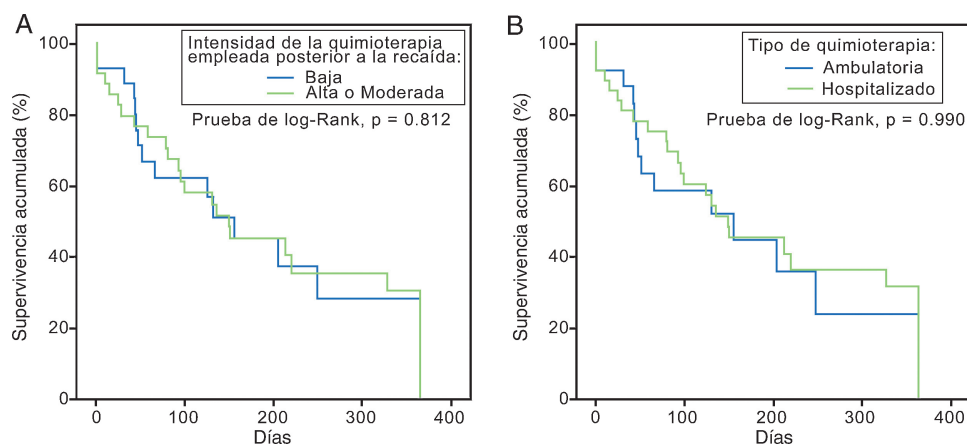 A
Supervivencia acumulada (%)
100
80
60
40
20
0
Intensidad de la quimioterapia
empleada posterior a la recaída:
Baja
Alta o Moderada
Prueba de log-Rank, p = 0.812
0 100 200 300 400
Días
B
Supervivencia acumulada (%)
100
80
60
40
20
0
Tipo de quimioterapia:
Ambulatoria
Hospitalizado
Prueba de log-Rank, p = 0.990
0 100 200 300 400
Días